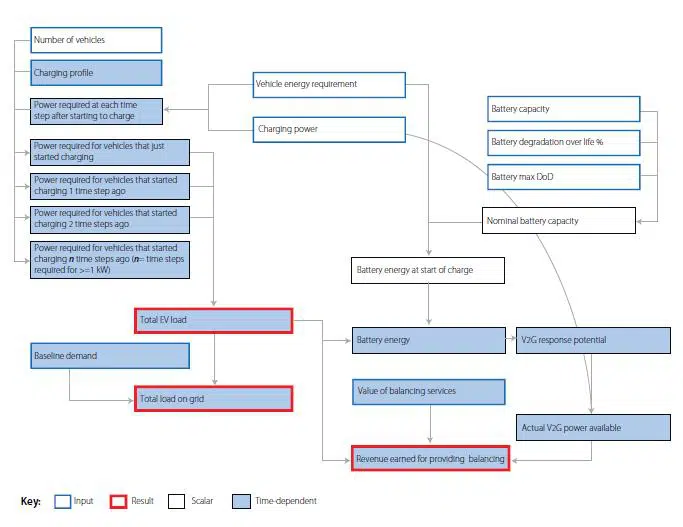 Number of vehicles
Charging profile
Power required at each time
step after starting to charge
Power required for vehicles that just
started charging
Power required for vehicles that started
charging 1 time step ago
Power required for vehicles that started
charging 2 time steps ago
Power required for vehicles that started
charging n time steps ago (n= time steps
required for >=1 kW)
Vehicle energy requirement
Charging power
Battery capacity
Battery degradation over life %
Battery max DoD
Nominal battery capacity
Battery energy at start of charge
Total EV load
Battery energy
V2G response potential
Baseline demand
Total load on grid
Value of balancing services
Actual V2G power available
Revenue earned for providing balancing
Key:
Input
Result
Scalar
Time-dependent